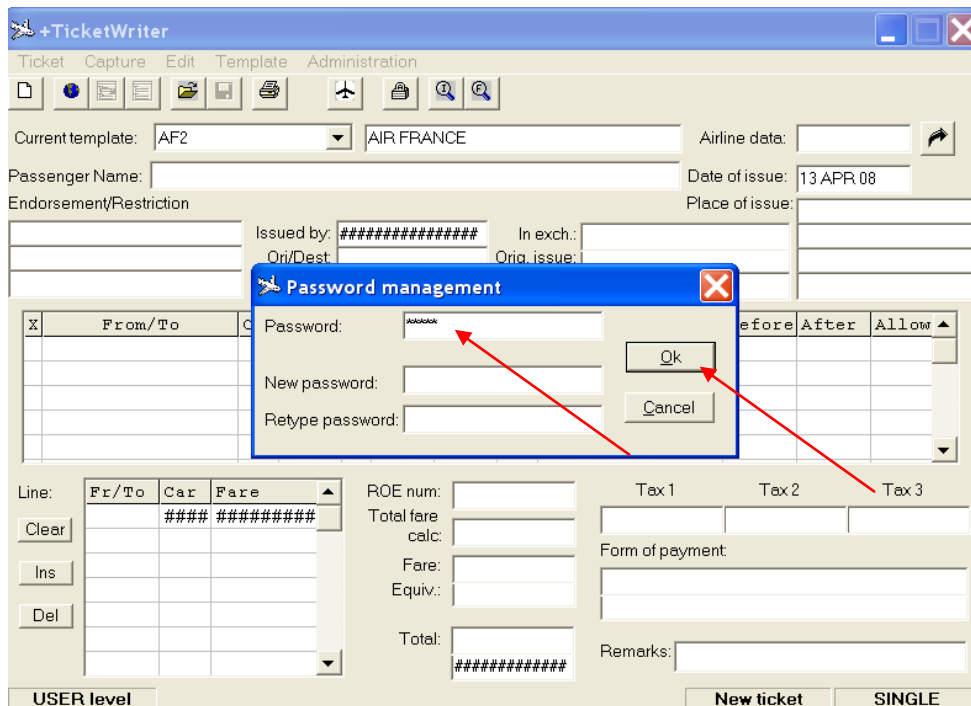 +TicketWriter
Ticket Capture Edit Template Administration
Current template: AF2 AIR FRANCE Airline data:
Passenger Name: Date of issue: 13 APR 08
Endorsement/Restriction Place of issue:
Issued by: ############### In exch.:
Ori/Dest: Orig. issue:
Password management
Password: ******
Ok
New password:
Cancel
Retype password:
X From/To C efore After Allow
Line: Fr/To Car Fare ROE num: Tax 1 Tax 2 Tax 3
#### ######### Total fare calc:
Clear
Form of payment:
Ins Fare:
Equiv.:
Del
Total:
############# Remarks:
USER level New ticket SINGLE